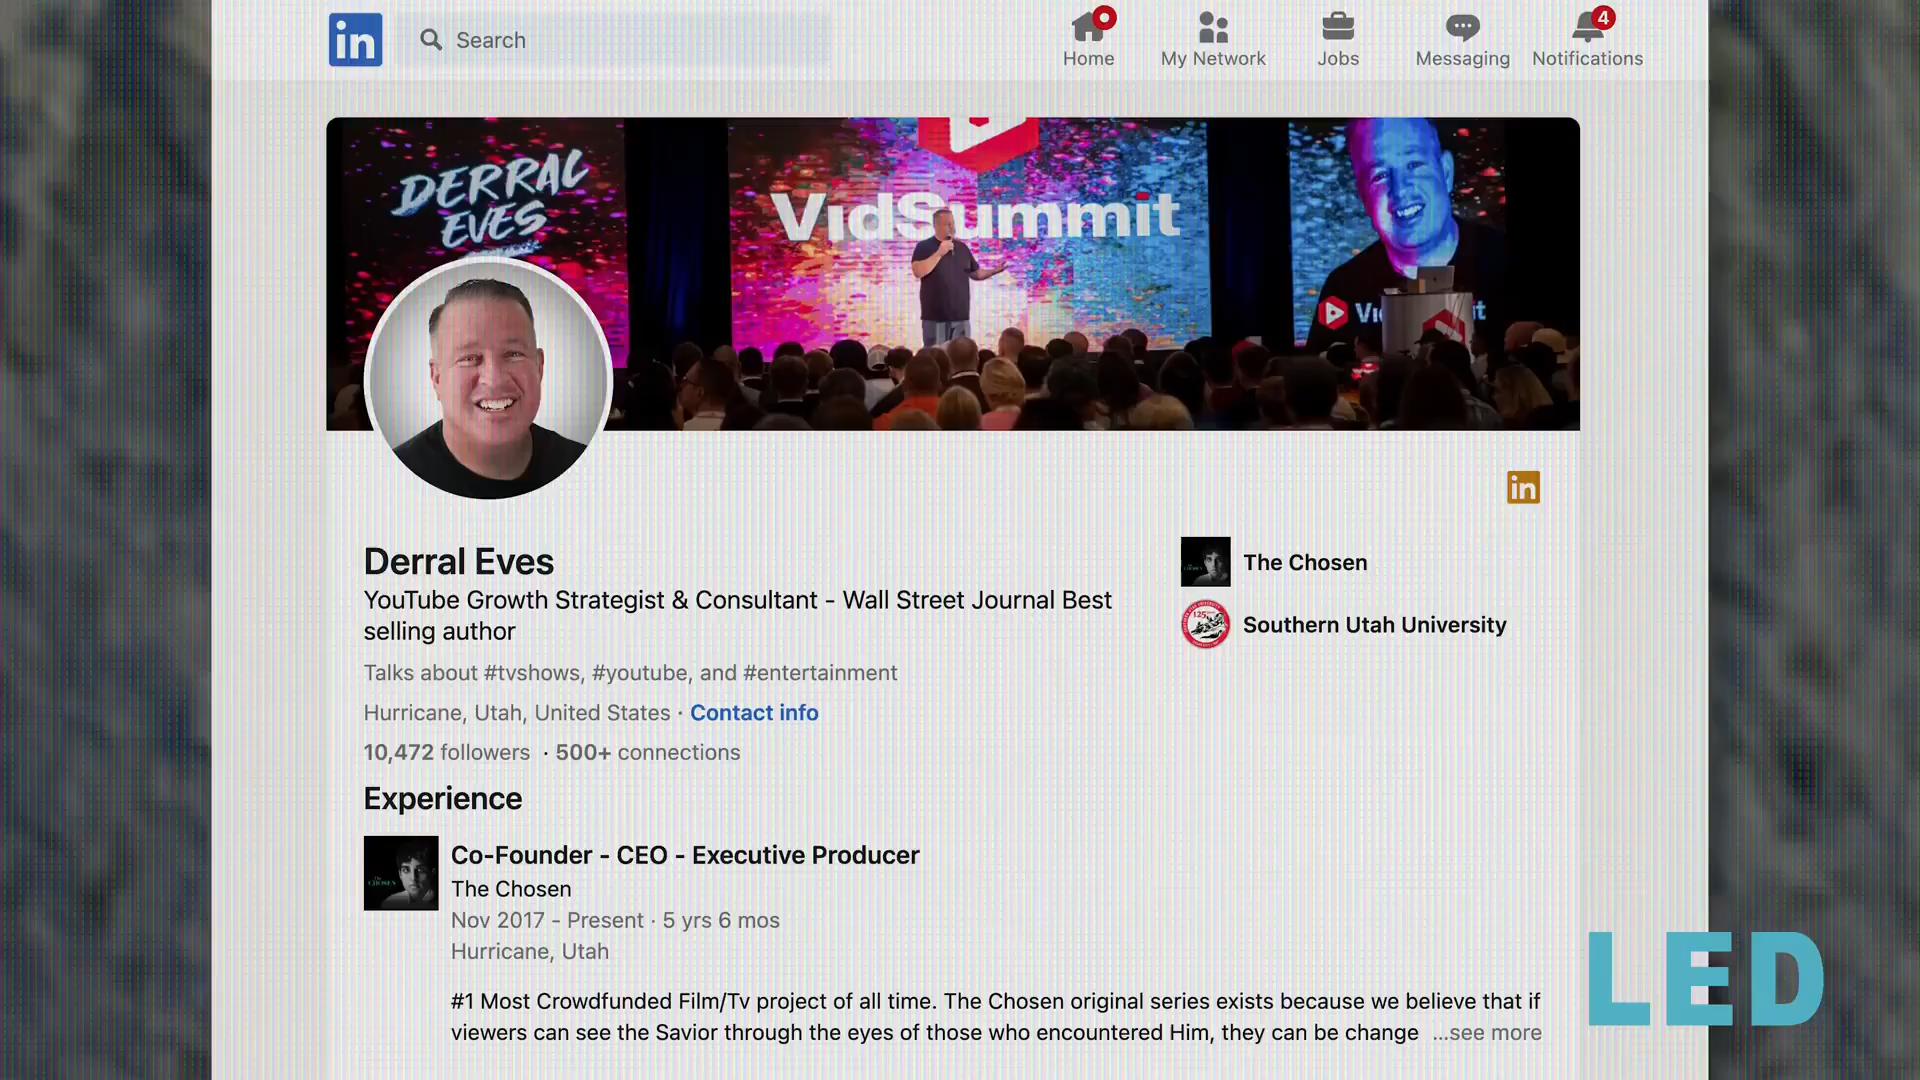 in
Search
Home
My Network
Jobs
Messaging
4
Notifications
DERRAL
EVES
VidSummit
in
Derral Eves
YouTube Growth Strategist & Consultant - Wall Street Journal Best
selling author
Talks about #tvshows, #youtube, and #entertainment
Hurricane, Utah, United States · Contact info
10,472 followers · 500+ connections
The Chosen
125
Southern Utah University
Experience
CHOSEN
Co-Founder - CEO - Executive Producer
The Chosen
Nov 2017 - Present · 5 yrs 6 mos
Hurricane, Utah
#1 Most Crowdfunded Film/Tv project of all time. The Chosen original series exists because we believe that if
viewers can see the Savior through the eyes of those who encountered Him, they can be change ...see more
LED